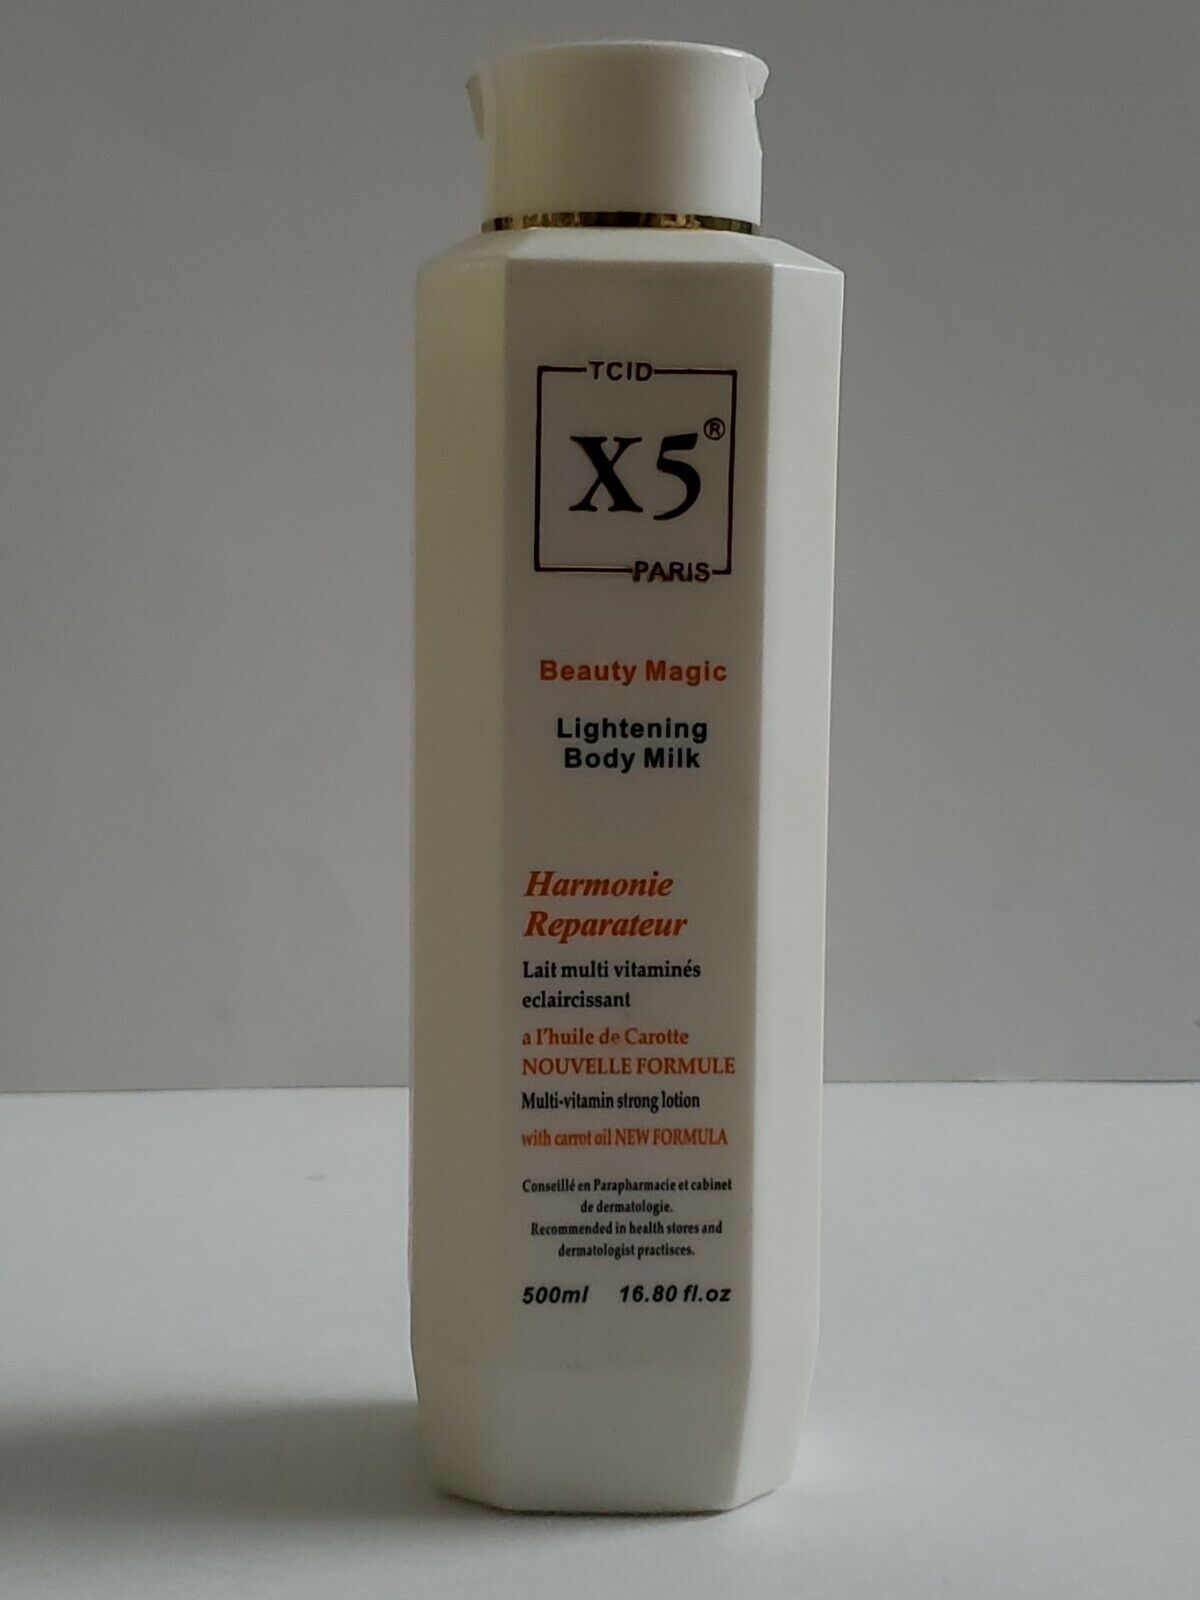 TCID
X5®
PARIS
Beauty Magic
Lightening
Body Milk
Harmonie
Reparateur
Lait multi vitaminés
eclaircissant
a l'huile de Carotte
NOUVELLE FORMULE
Multi-vitamin strong lotion
with carrot oil NEW FORMULA
Conseillé en Parapharmacie et cabinet
de dermatologie.
Recommended in health stores and
dermatologist practisces.
500ml 16.80 fl.oz